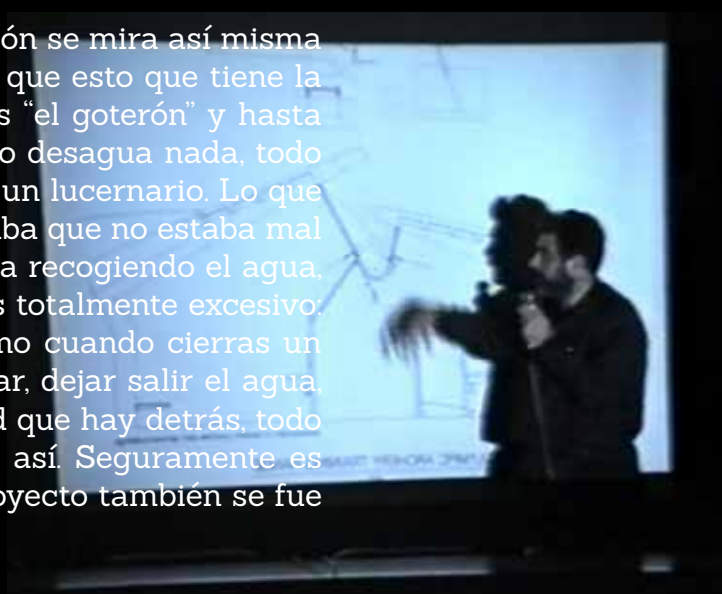 ón se mira así misma
que esto que tiene la
s “el goterón” y hasta
o desagua nada, todo
un lucernario. Lo que
ba que no estaba mal
a recogiendo el agua,
s totalmente excesivo:
mo cuando cierras un
ar, dejar salir el agua,
d que hay detrás, todo
así. Seguramente es
oyecto también se fue